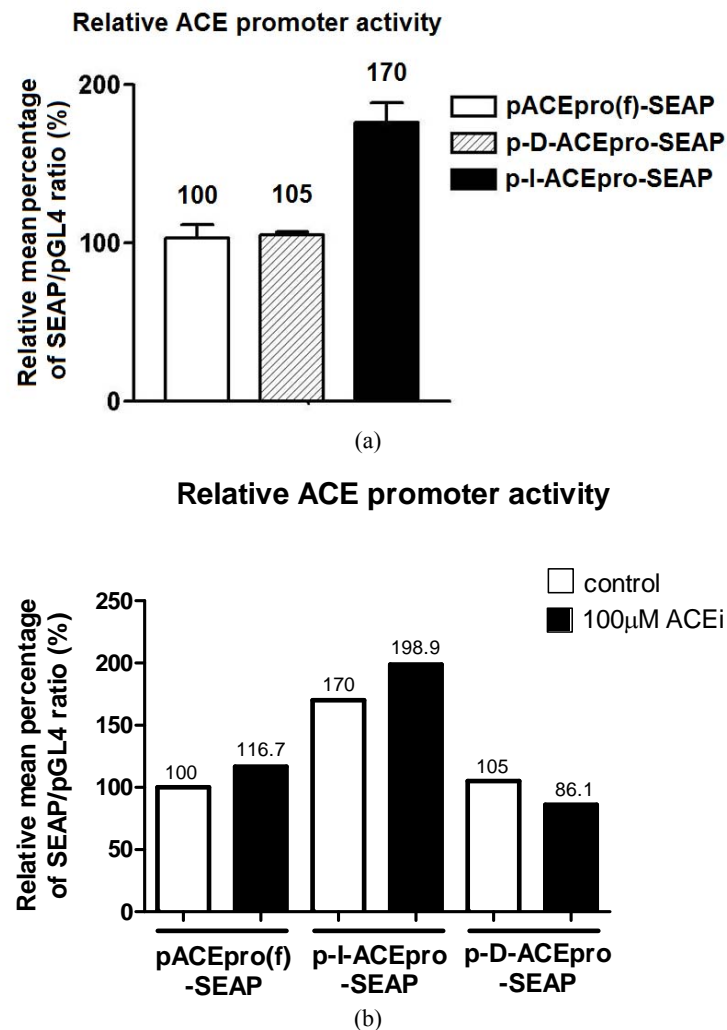 Relative ACE promoter activity
Relative mean percentage
of SEAP/pGL4 ratio (%)
200
100
0
100
105
170
pACEpro(f)-SEAP
p-D-ACEpro-SEAP
p-I-ACEpro-SEAP
(a)
Relative ACE promoter activity
control
100μM ACEi
Relative mean percentage
of SEAP/pGL4 ratio (%)
250
200
150
100
50
0
100
116.7
170
198.9
105
86.1
pACEpro(f)
-SEAP
p-I-ACEpro
-SEAP
p-D-ACEpro
-SEAP
(b)